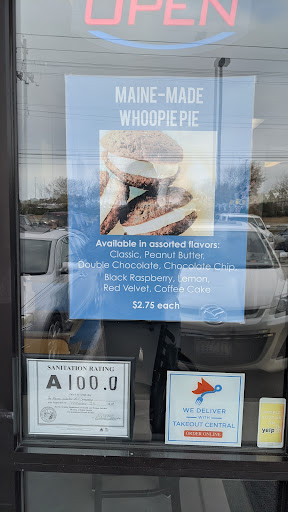 OPEN
MAINE-MADE
WHOOPIE PIE
Available in assorted flavors:
Classic, Peanut Butter,
Double Chocolate, Chocolate Chip,
Black Raspberry, Lemon,
Red Velvet, Coffee Cake
$2.75 each
SANITATION RATING
A 100.0
WE DELIVER
WITH
TAKEOUT CENTRAL
ORDER ONLINE
yelp